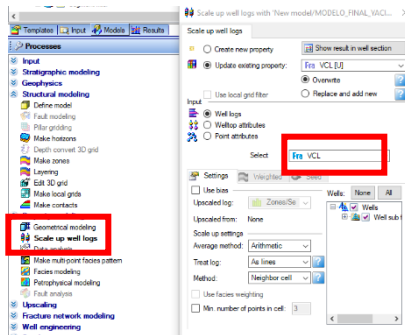 Templates Input Models Results
Processes
Input
Stratigraphic modeling
Geophysics
Structural modeling
Define model
Fault modeling
Pillar gridding
Make horizons
Depth convert 3D grid
Make zones
Layering
Edit 3D grid
Make local grids
Make contacts
Geometrical modeling
Scale up well logs
Data analysis
Make multi-point facies pattern
Facies modeling
Petrophysical modeling
Fault analysis
Upscaling
Fracture network modeling
Well engineering
Scale up well logs with 'New model/MODELO_FINAL_VACI...
Scale up well logs
Create new property
Show result in well section
Update existing property:
Fra VCL [U]
Overwrite
Use local grid filter
Replace and add new
Input
Well logs
Welltop attributes
Point attributes
Select
Fra VCL
Settings Weighted Seed
Use bias
Upscaled log: Zones/Se
Upscaled from: None
Scale up settings
Average method: Arithmetic
Treat log: As lines
Method: Neighbor cell
Use facies weighting
Min. number of points in cell: 3
Wells: None All
Wells
Well sub f